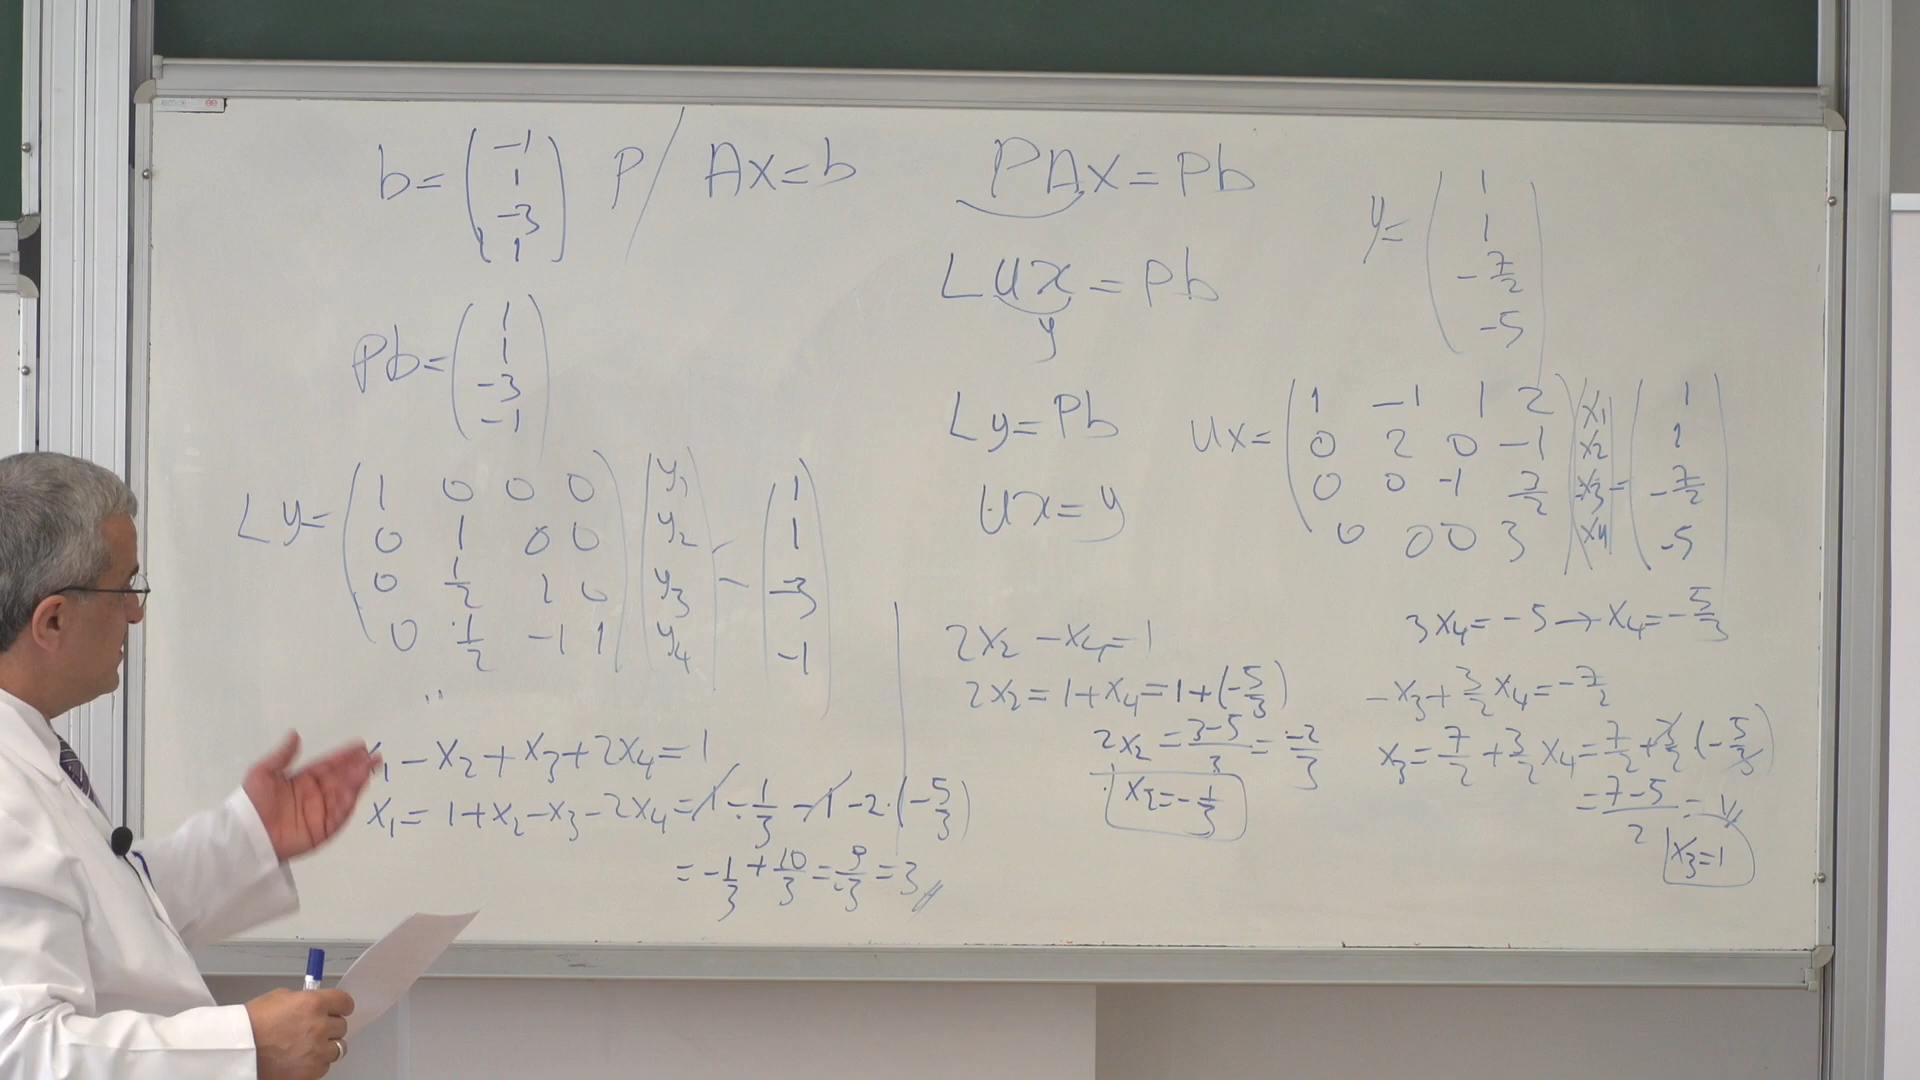 b= (-1 1 -3 1) P/ Ax=b
PAx = Pb
y= (1 1 -7/2 -5)
LUx = Pb
y
Pb= (1 1 -3 -1)
Ly=Pb
Ux= (1 -1 1 2
0 2 0 -1
0 0 -1 3/2
0 0 0 3) (x1 x2 x3 x4) = (1 1 -7/2 -5)
Ly= (1 0 0 0
0 1 0 0
0 1/2 1 0
0 1/2 -1 1) (y1 y2 y3 y4) = (1 1 -3 -1)
Ux=y
3x4=-5→x4=-5/3
-x3+3/2 x4=-7/2
x3=7/2+3/2 x4=7/2+3/2·(-5/3)
=7-5/2=1
x3=1
2x2-x4=1
2x2=1+x4=1+(-5/3)
2x2=3-5/3=-2/3
x2=-1/3
x1-x2+x3+2x4=1
x1=1+x2-x3-2x4=1-1/3-1-2·(-5/3)
=-1/3+10/3=9/3=3